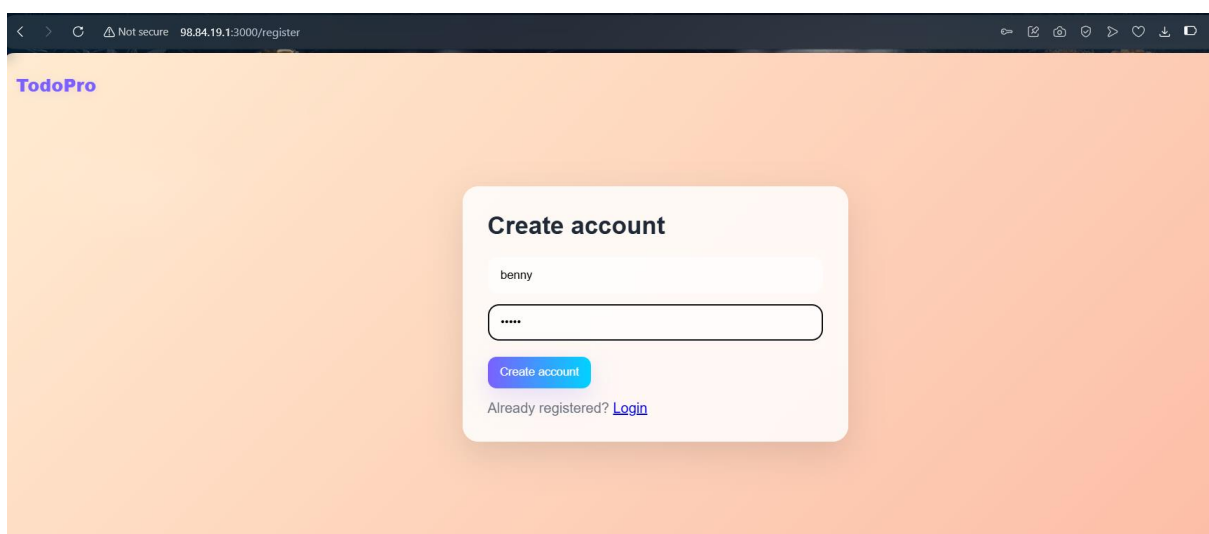 Not secure 98.84.19.1:3000/register
TodoPro
Create account
benny
•••••
Create account
Already registered? Login